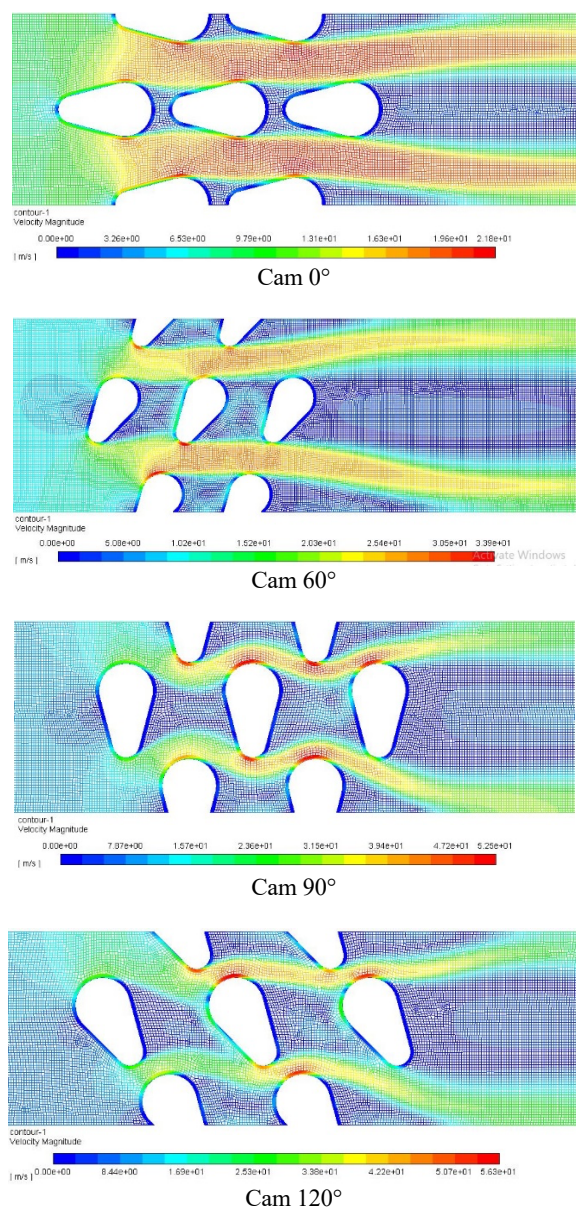 contour-1
Velocity Magnitude
0.00e+00 3.26e+00 6.53e+00 9.79e+00 1.31e+01 1.63e+01 1.96e+01 2.18e+01
[ m/s ]
Cam 0°
contour-1
Velocity Magnitude
0.00e+00 5.08e+00 1.02e+01 1.52e+01 2.03e+01 2.54e+01 3.05e+01 3.39e+01
Activate Windows
[ m/s ]
Cam 60°
contour-1
Velocity Magnitude
0.00e+00 7.87e+00 1.57e+01 2.36e+01 3.15e+01 3.94e+01 4.72e+01 5.25e+01
[ m/s ]
Cam 90°
contour-1
Velocity Magnitude
[ m/s ] 0.00e+00 8.44e+00 1.69e+01 2.53e+01 3.38e+01 4.22e+01 5.07e+01 5.63e+01
Cam 120°